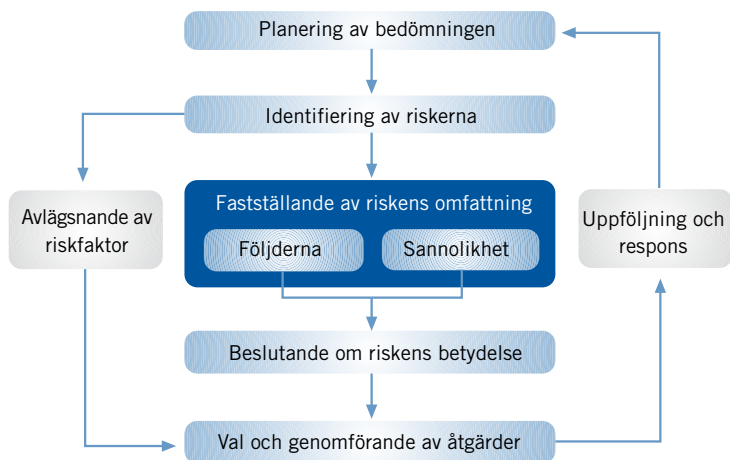 Planering av bedömningen
Identifiering av riskerna
Fastställande av riskens omfattning
Följderna
Sannolikhet
Avlägsnande av
riskfaktor
Uppföljning och
respons
Beslutande om riskens betydelse
Val och genomförande av åtgärder